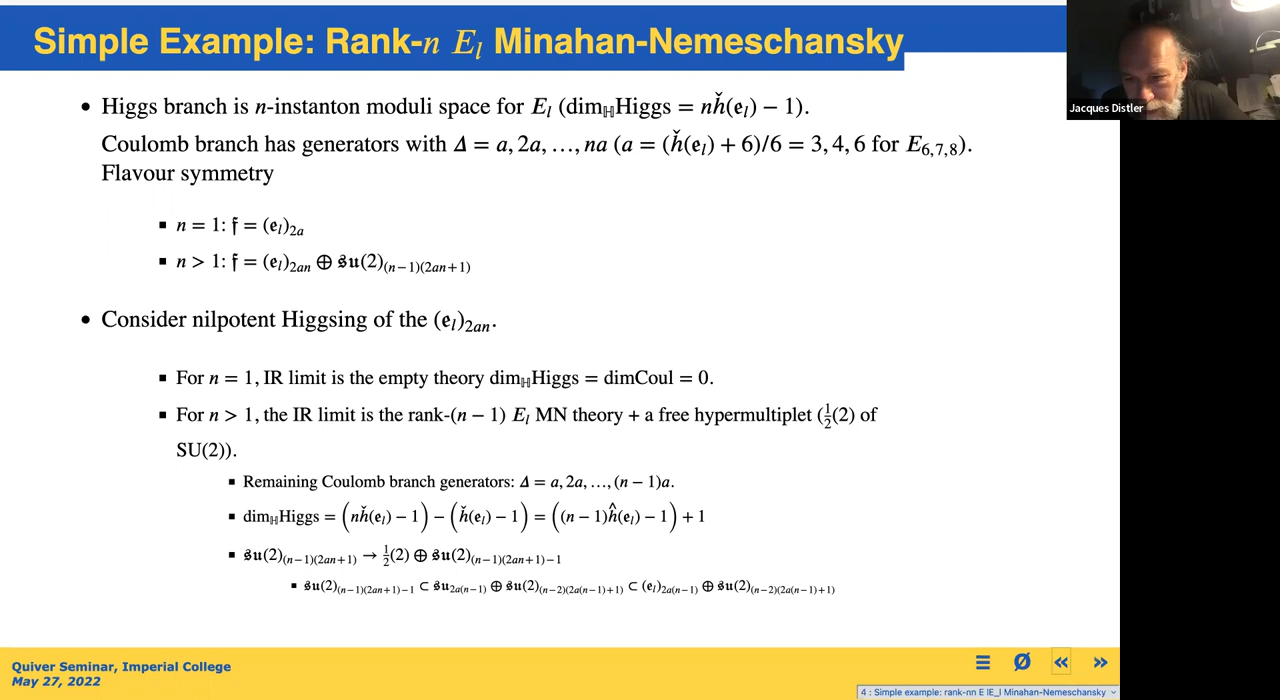 Simple Example: Rank-n E_l Minahan-Nemeschansky
Jacques Distler
• Higgs branch is n-instanton moduli space for E_l (dim_ℍHiggs = nȟ(𝔢_l) − 1).
Coulomb branch has generators with Δ = a, 2a, …, na (a = (ȟ(𝔢_l) + 6)/6 = 3, 4, 6 for E_{6,7,8}).
Flavour symmetry
▪ n = 1: 𝔣 = (𝔢_l)_{2a}
▪ n > 1: 𝔣 = (𝔢_l)_{2an} ⊕ 𝔰𝔲(2)_{(n−1)(2an+1)}
• Consider nilpotent Higgsing of the (𝔢_l)_{2an}.
▪ For n = 1, IR limit is the empty theory dim_ℍHiggs = dimCoul = 0.
▪ For n > 1, the IR limit is the rank-(n − 1) E_l MN theory + a free hypermultiplet (½(2) of
SU(2)).
▪ Remaining Coulomb branch generators: Δ = a, 2a, …, (n − 1)a.
▪ dim_ℍHiggs = (nȟ(𝔢_l) − 1) − (ȟ(𝔢_l) − 1) = ((n − 1)ĥ(𝔢_l) − 1) + 1
▪ 𝔰𝔲(2)_{(n−1)(2an+1)} → ½(2) ⊕ 𝔰𝔲(2)_{(n−1)(2an+1)−1}
▪ 𝔰𝔲(2)_{(n−1)(2an+1)−1} ⊂ 𝔰𝔲_{2a(n−1)} ⊕ 𝔰𝔲(2)_{(n−2)(2a(n−1)+1)} ⊂ (𝔢_l)_{2a(n−1)} ⊕ 𝔰𝔲(2)_{(n−2)(2a(n−1)+1)}
Quiver Seminar, Imperial College
May 27, 2022
4 : Simple example: rank-nn E lE_l Minahan-Nemeschansky